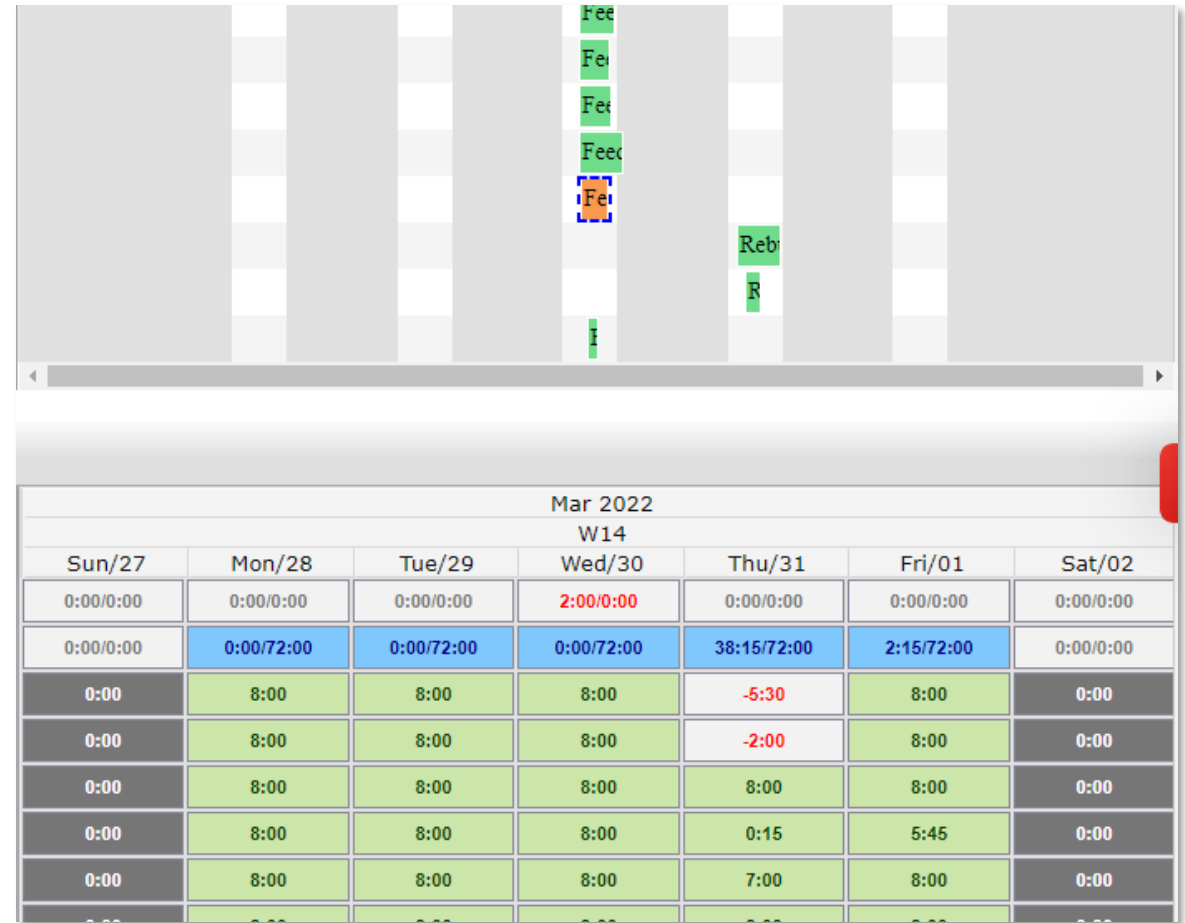 Fee
Fe
Fee
Feed
Fe
Reb
R
Mar 2022
W14
Sun/27 Mon/28 Tue/29 Wed/30 Thu/31 Fri/01 Sat/02
0:00/0:00 0:00/0:00 0:00/0:00 2:00/0:00 0:00/0:00 0:00/0:00 0:00/0:00
0:00/0:00 0:00/72:00 0:00/72:00 0:00/72:00 38:15/72:00 2:15/72:00 0:00/0:00
0:00 8:00 8:00 8:00 -5:30 8:00 0:00
0:00 8:00 8:00 8:00 -2:00 8:00 0:00
0:00 8:00 8:00 8:00 8:00 8:00 0:00
0:00 8:00 8:00 8:00 0:15 5:45 0:00
0:00 8:00 8:00 8:00 7:00 8:00 0:00